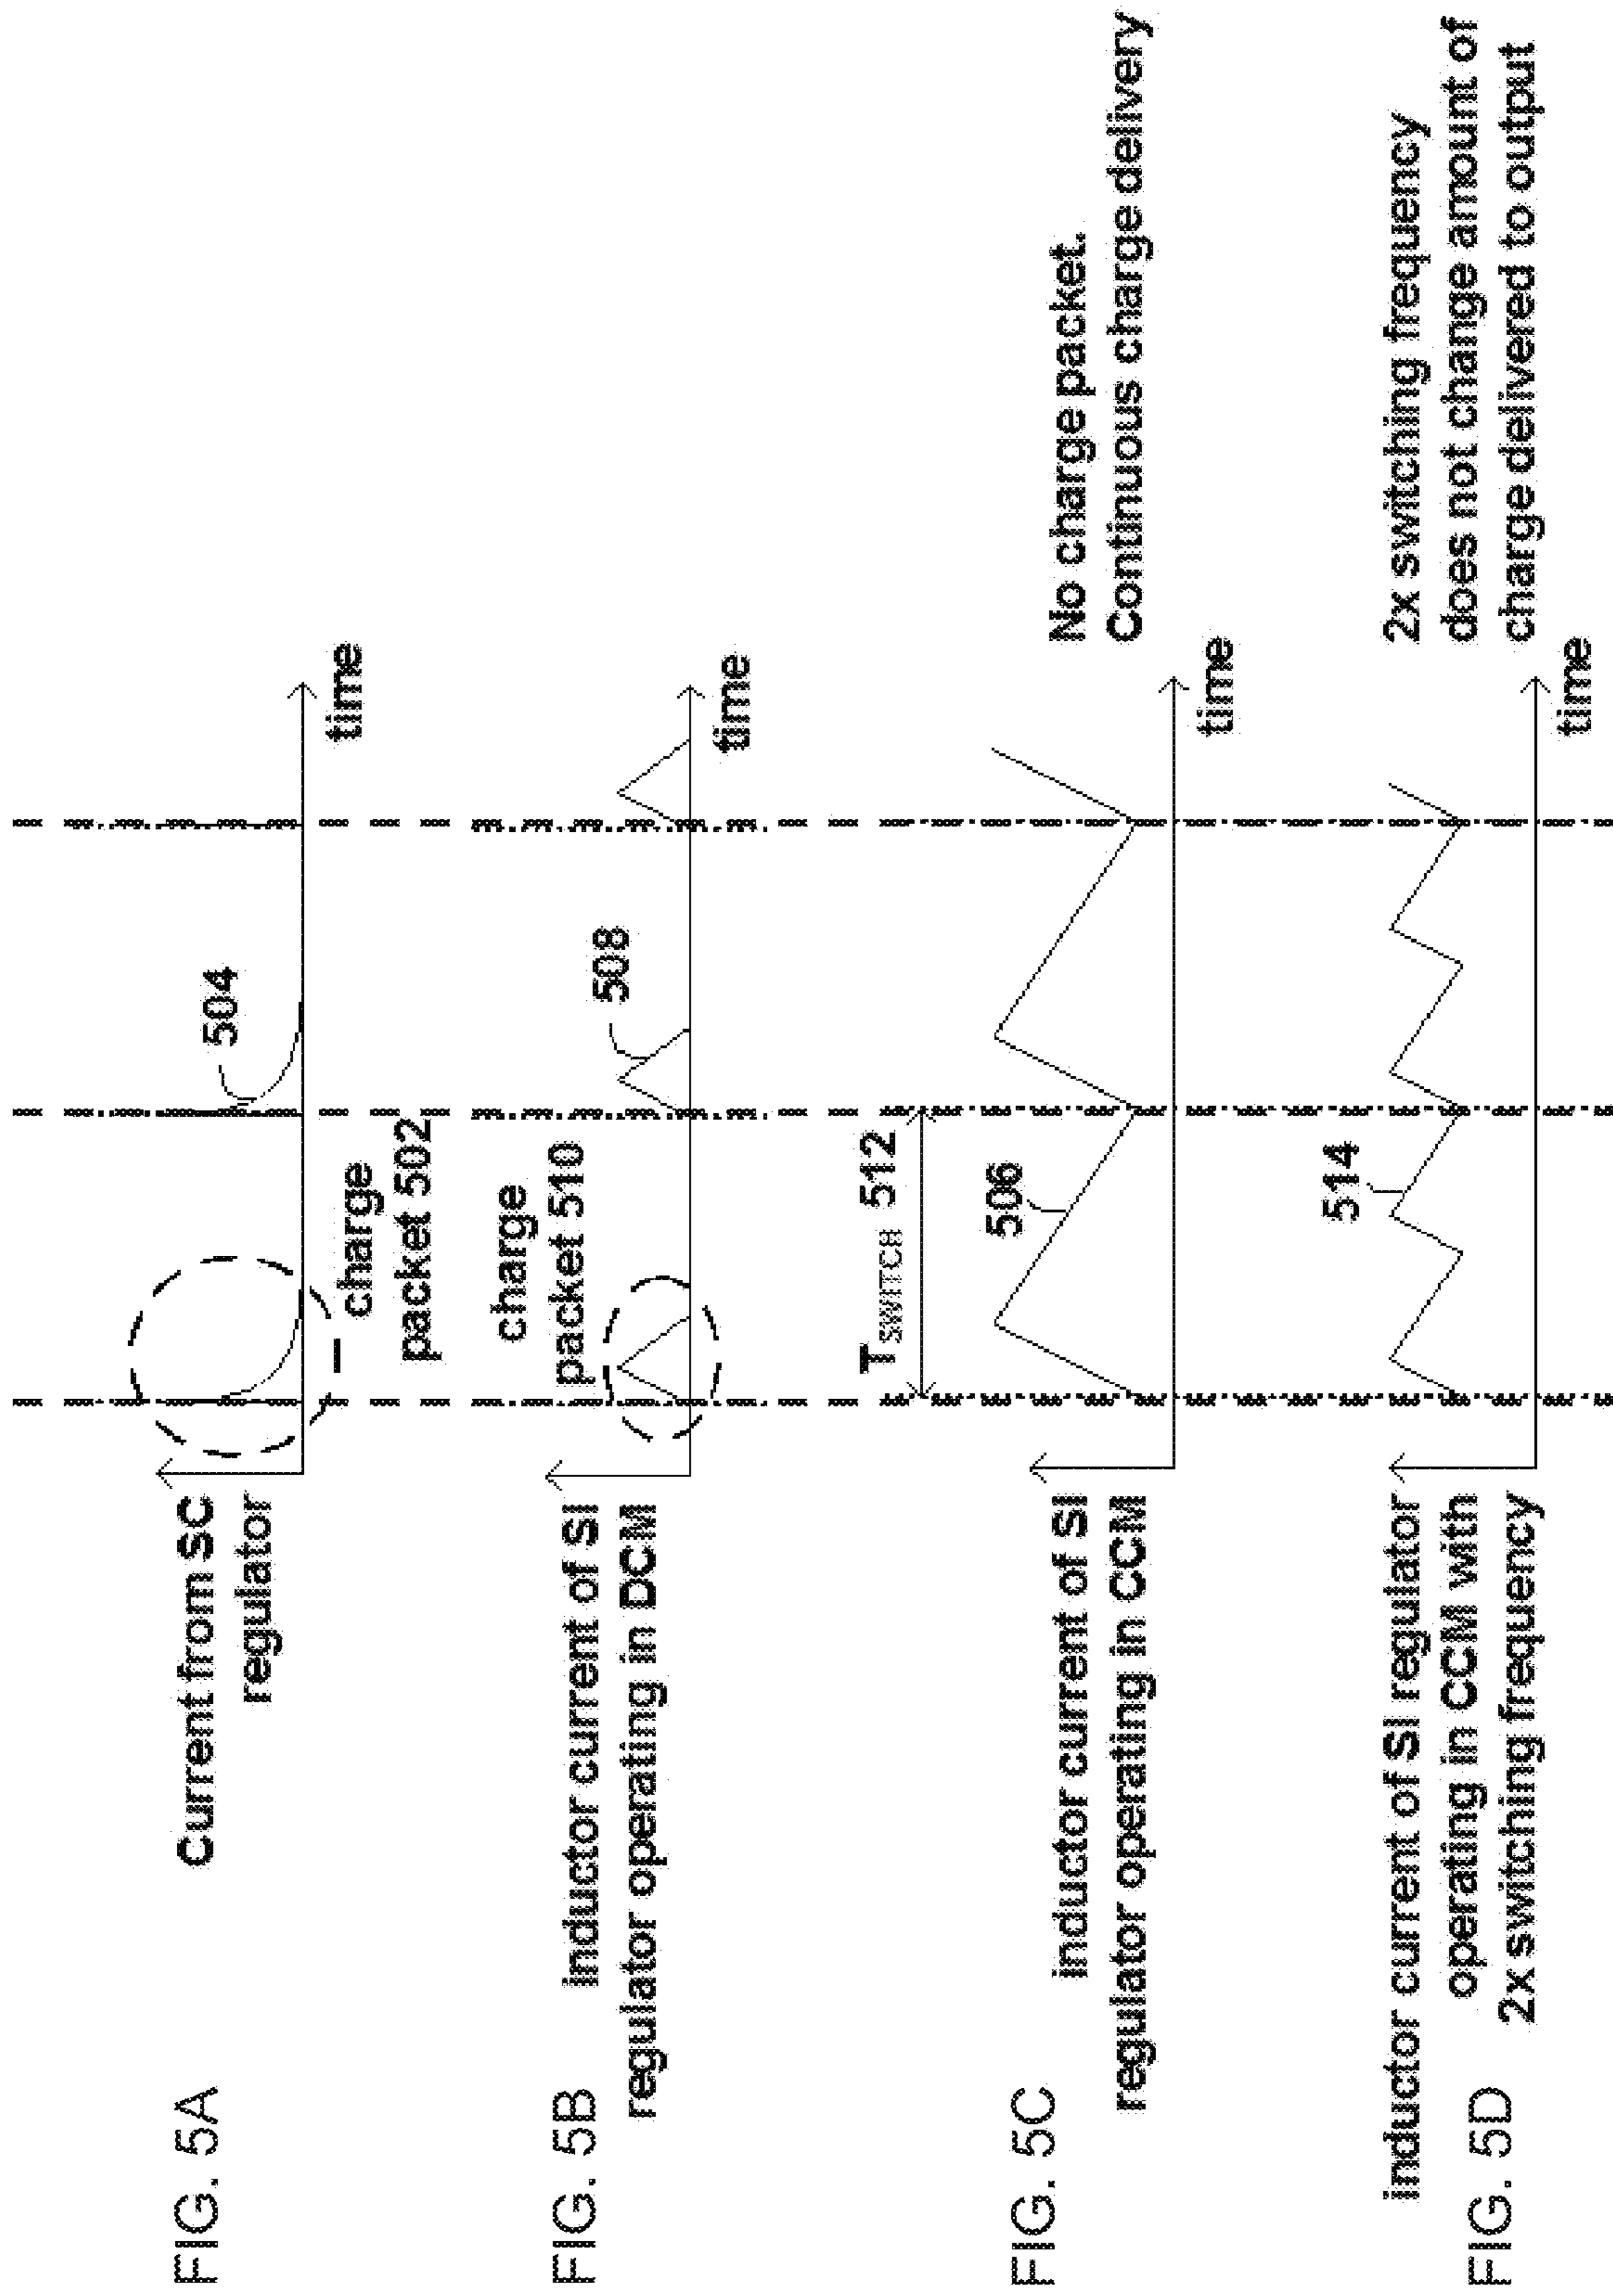 FIG. 5A
Current from SC
regulator
504
charge
packet 502
time
FIG. 5B
inductor current of SI
regulator operating in DCM
charge
packet 510
508
time
FIG. 5C
inductor current of SI
regulator operating in CCM
TSWITCH 512
506
time
No charge packet.
Continuous charge delivery
FIG. 5D
inductor current of SI regulator
operating in CCM with
2x switching frequency
514
time
2x switching frequency
does not change amount of
charge delivered to output